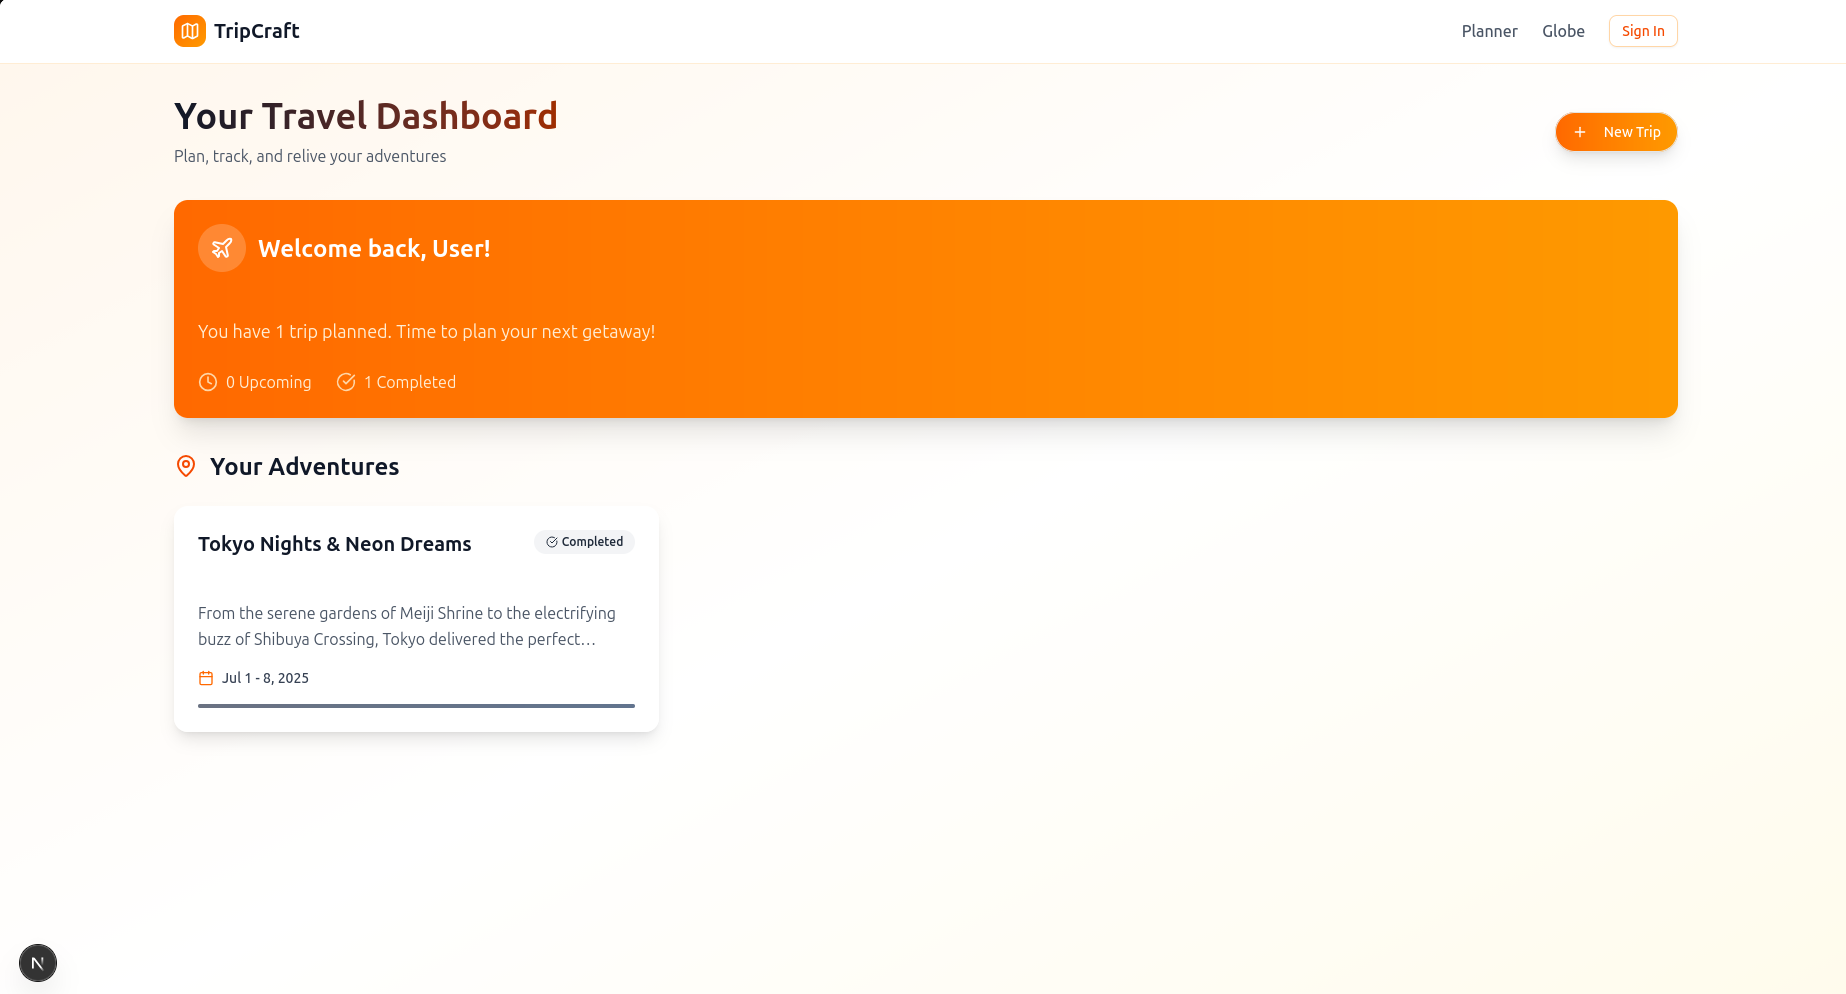 TripCraft
Planner
Globe
Sign In
Your Travel Dashboard
Plan, track, and relive your adventures
New Trip
Welcome back, User!
You have 1 trip planned. Time to plan your next getaway!
0 Upcoming
1 Completed
Your Adventures
Tokyo Nights & Neon Dreams
Completed
From the serene gardens of Meiji Shrine to the electrifying
buzz of Shibuya Crossing, Tokyo delivered the perfect…
Jul 1 - 8, 2025
N